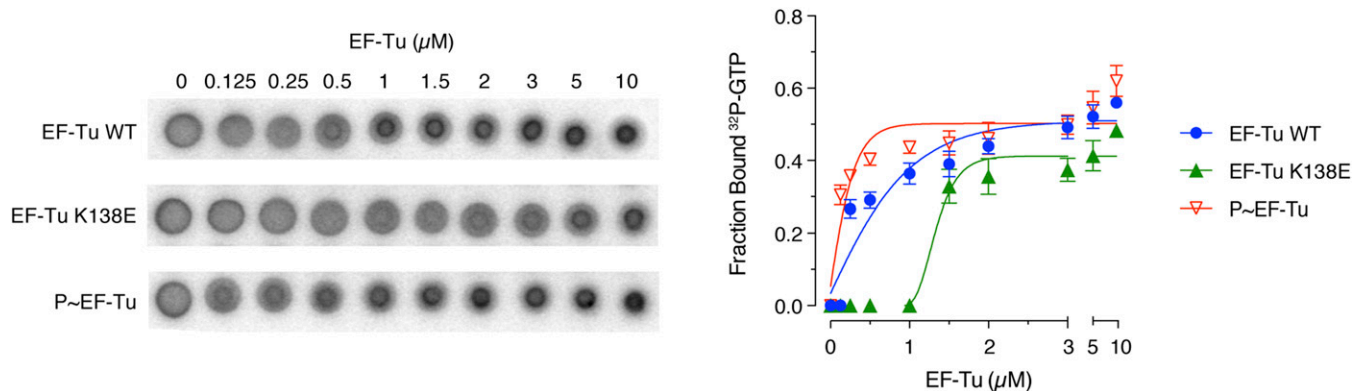 EF-Tu (μM)
0 0.125 0.25 0.5 1 1.5 2 3 5 10
EF-Tu WT
EF-Tu K138E
P~EF-Tu
Fraction Bound ³²P-GTP
0.8
0.6
0.4
0.2
0.0
0 1 2 3 5 10
EF-Tu (μM)
EF-Tu WT
EF-Tu K138E
P~EF-Tu